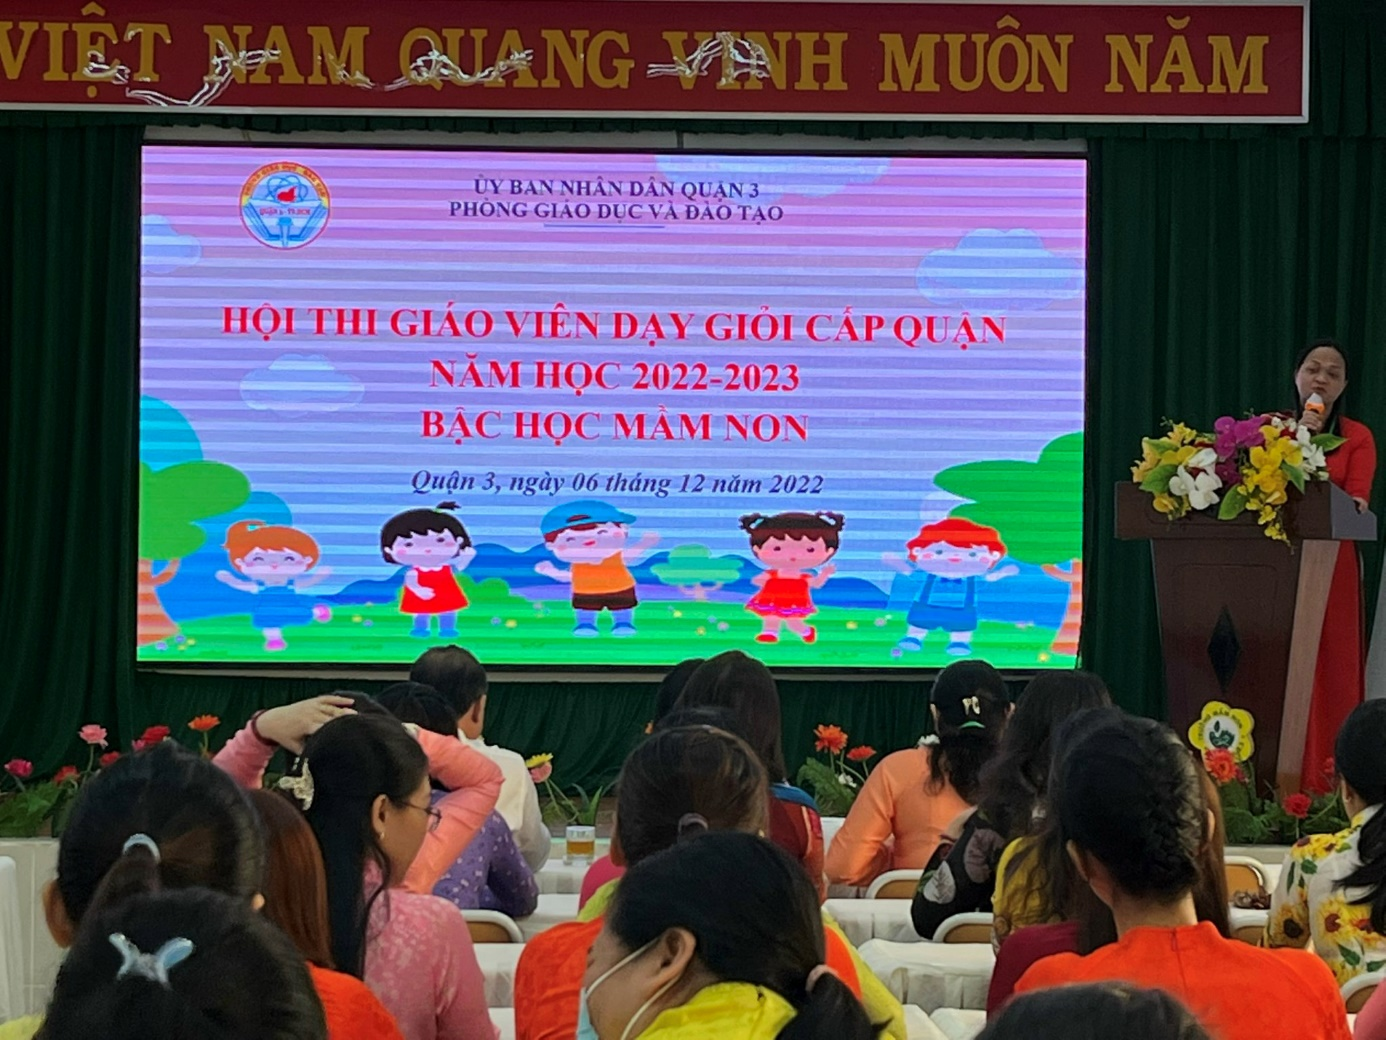 VIỆT NAM QUANG VINH MUÔN NĂM
ỦY BAN NHÂN DÂN QUẬN 3
PHÒNG GIÁO DỤC VÀ ĐÀO TẠO
HỘI THI GIÁO VIÊN DẠY GIỎI CẤP QUẬN
NĂM HỌC 2022-2023
BẬC HỌC MẦM NON
Quận 3, ngày 06 tháng 12 năm 2022